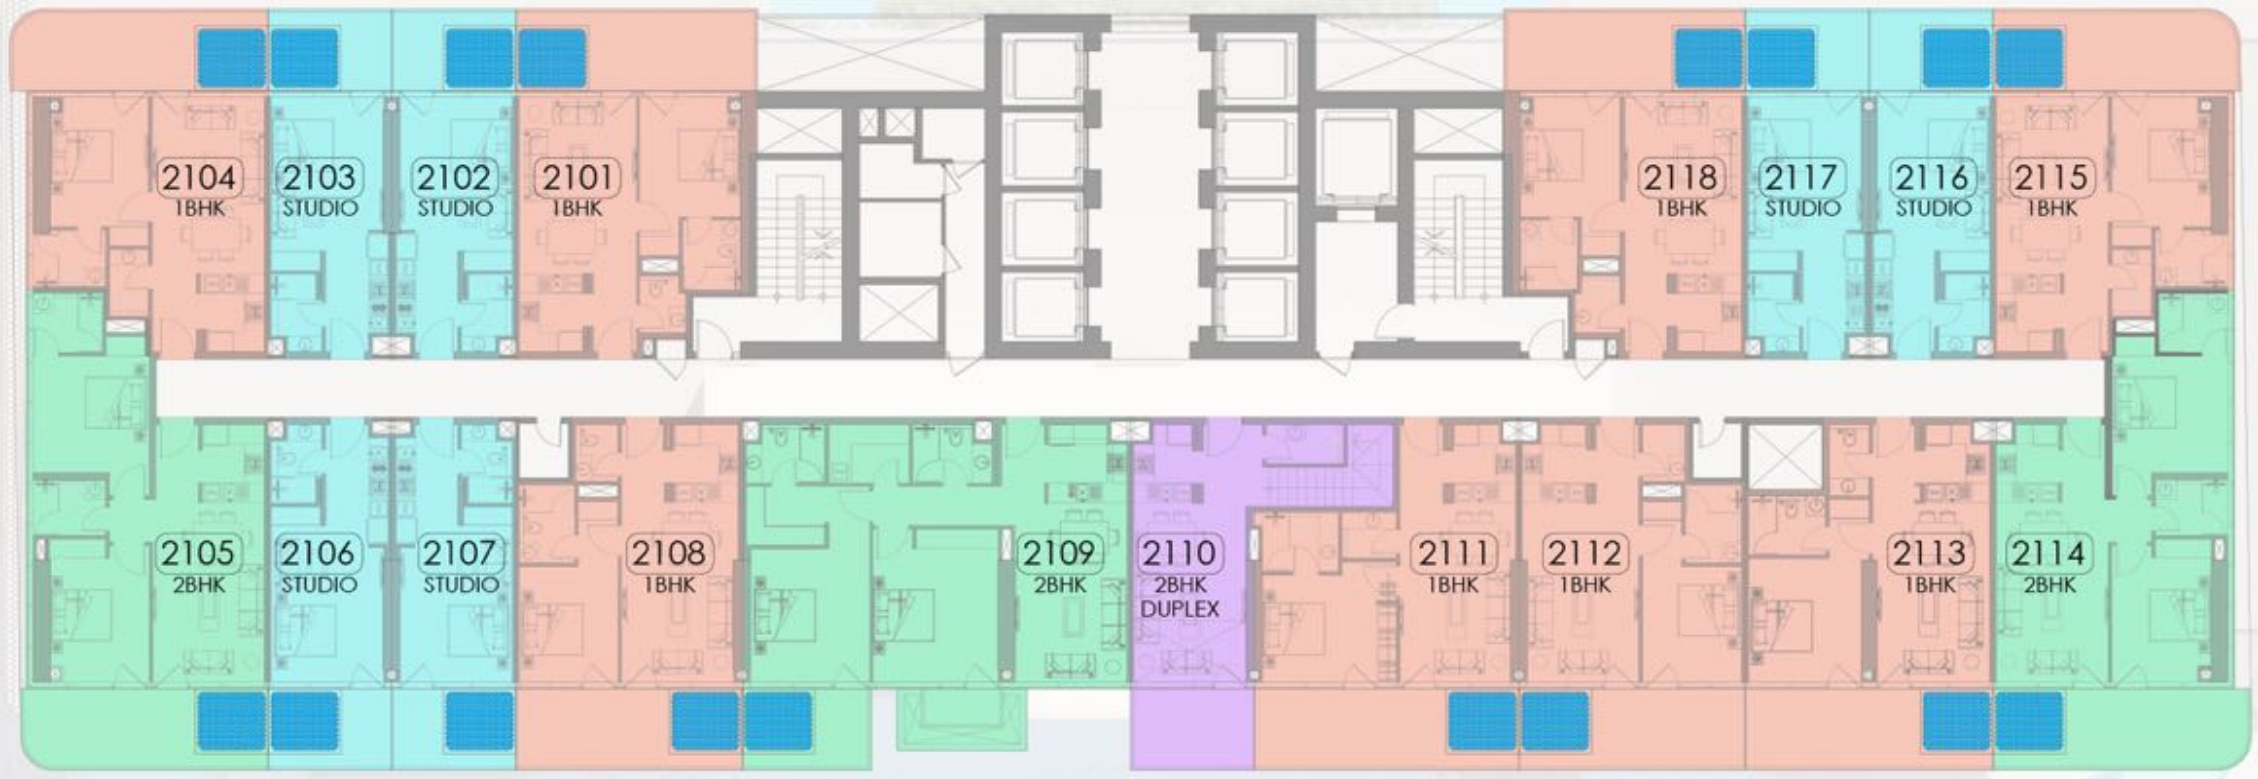 2104
1BHK
2103
STUDIO
2102
STUDIO
2101
1BHK
2118
1BHK
2117
STUDIO
2116
STUDIO
2115
1BHK
2105
2BHK
2106
STUDIO
2107
STUDIO
2108
1BHK
2109
2BHK
2110
2BHK
DUPLEX
2111
1BHK
2112
1BHK
2113
1BHK
2114
2BHK